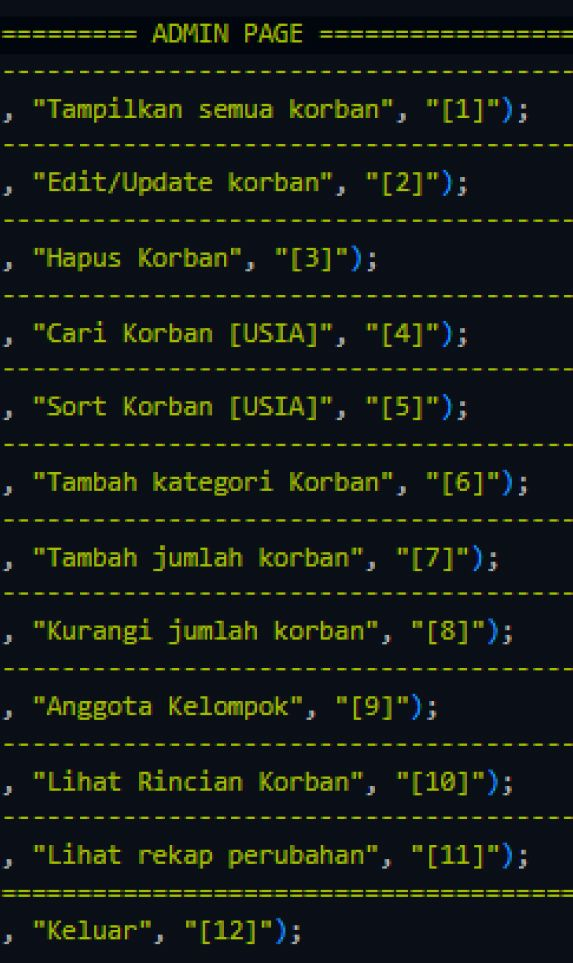 ========= ADMIN PAGE =================
--------------------------------------
, "Tampilkan semua korban", "[1]");
--------------------------------------
, "Edit/Update korban", "[2]");
--------------------------------------
, "Hapus Korban", "[3]");
--------------------------------------
, "Cari Korban [USIA]", "[4]");
--------------------------------------
, "Sort Korban [USIA]", "[5]");
--------------------------------------
, "Tambah kategori Korban", "[6]");
--------------------------------------
, "Tambah jumlah korban", "[7]");
--------------------------------------
, "Kurangi jumlah korban", "[8]");
--------------------------------------
, "Anggota Kelompok", "[9]");
--------------------------------------
, "Lihat Rincian Korban", "[10]");
--------------------------------------
, "Lihat rekap perubahan", "[11]");
======================================
, "Keluar", "[12]");